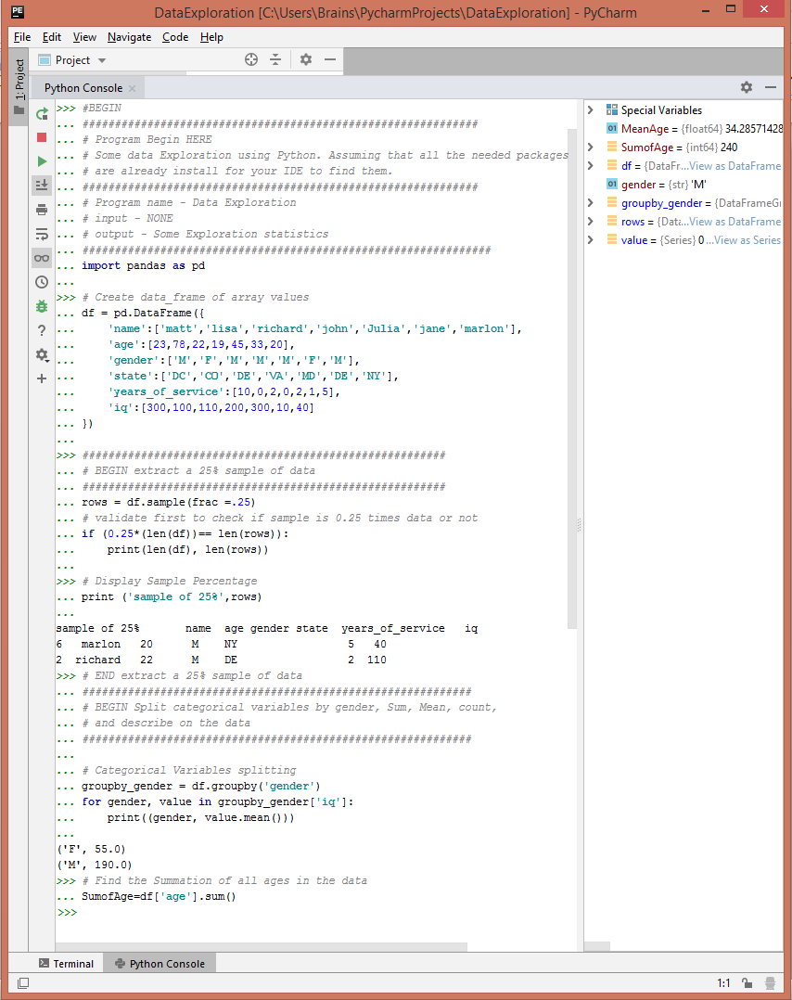 PE DataExploration [C:\Users\Brains\PycharmProjects\DataExploration] - PyCharm
File Edit View Navigate Code Help
Project
1: Project
Python Console ×
>>> #BEGIN
... #############################################################
... # Program Begin HERE
... # Some data Exploration using Python. Assuming that all the needed packages
... # are already install for your IDE to find them.
... #############################################################
... # Program name - Data Exploration
... # input - NONE
... # output - Some Exploration statistics
... ###############################################################
... import pandas as pd
...
>>> # Create data_frame of array values
... df = pd.DataFrame({
...     'name':['matt','lisa','richard','john','Julia','jane','marlon'],
...     'age':[23,78,22,19,45,33,20],
...     'gender':['M','F','M','M','M','F','M'],
...     'state':['DC','CO','DE','VA','MD','DE','NY'],
...     'years_of_service':[10,0,2,0,2,1,5],
...     'iq':[300,100,110,200,300,10,40]
... })
...
>>> ########################################################
... # BEGIN extract a 25% sample of data
... ########################################################
... rows = df.sample(frac =.25)
... # validate first to check if sample is 0.25 times data or not
... if (0.25*(len(df))== len(rows)):
...     print(len(df), len(rows))
...
>>> # Display Sample Percentage
... print ('sample of 25%',rows)
...
sample of 25%       name  age gender state  years_of_service   iq
6   marlon   20      M    NY                 5   40
2  richard   22      M    DE                 2  110
>>> # END extract a 25% sample of data
... ############################################################
... # BEGIN Split categorical variables by gender, Sum, Mean, count,
... # and describe on the data
... ############################################################
...
... # Categorical Variables splitting
... groupby_gender = df.groupby('gender')
... for gender, value in groupby_gender['iq']:
...     print((gender, value.mean()))
...
('F', 55.0)
('M', 190.0)
>>> # Find the Summation of all ages in the data
... SumofAge=df['age'].sum()
>>>
Special Variables
01 MeanAge = {float64} 34.28571428
SumofAge = {int64} 240
df = {DataFr...View as DataFrame
01 gender = {str} 'M'
groupby_gender = {DataFrameGr
rows = {Data...View as DataFrame
value = {Series} 0 ...View as Series
Terminal Python Console
1:1